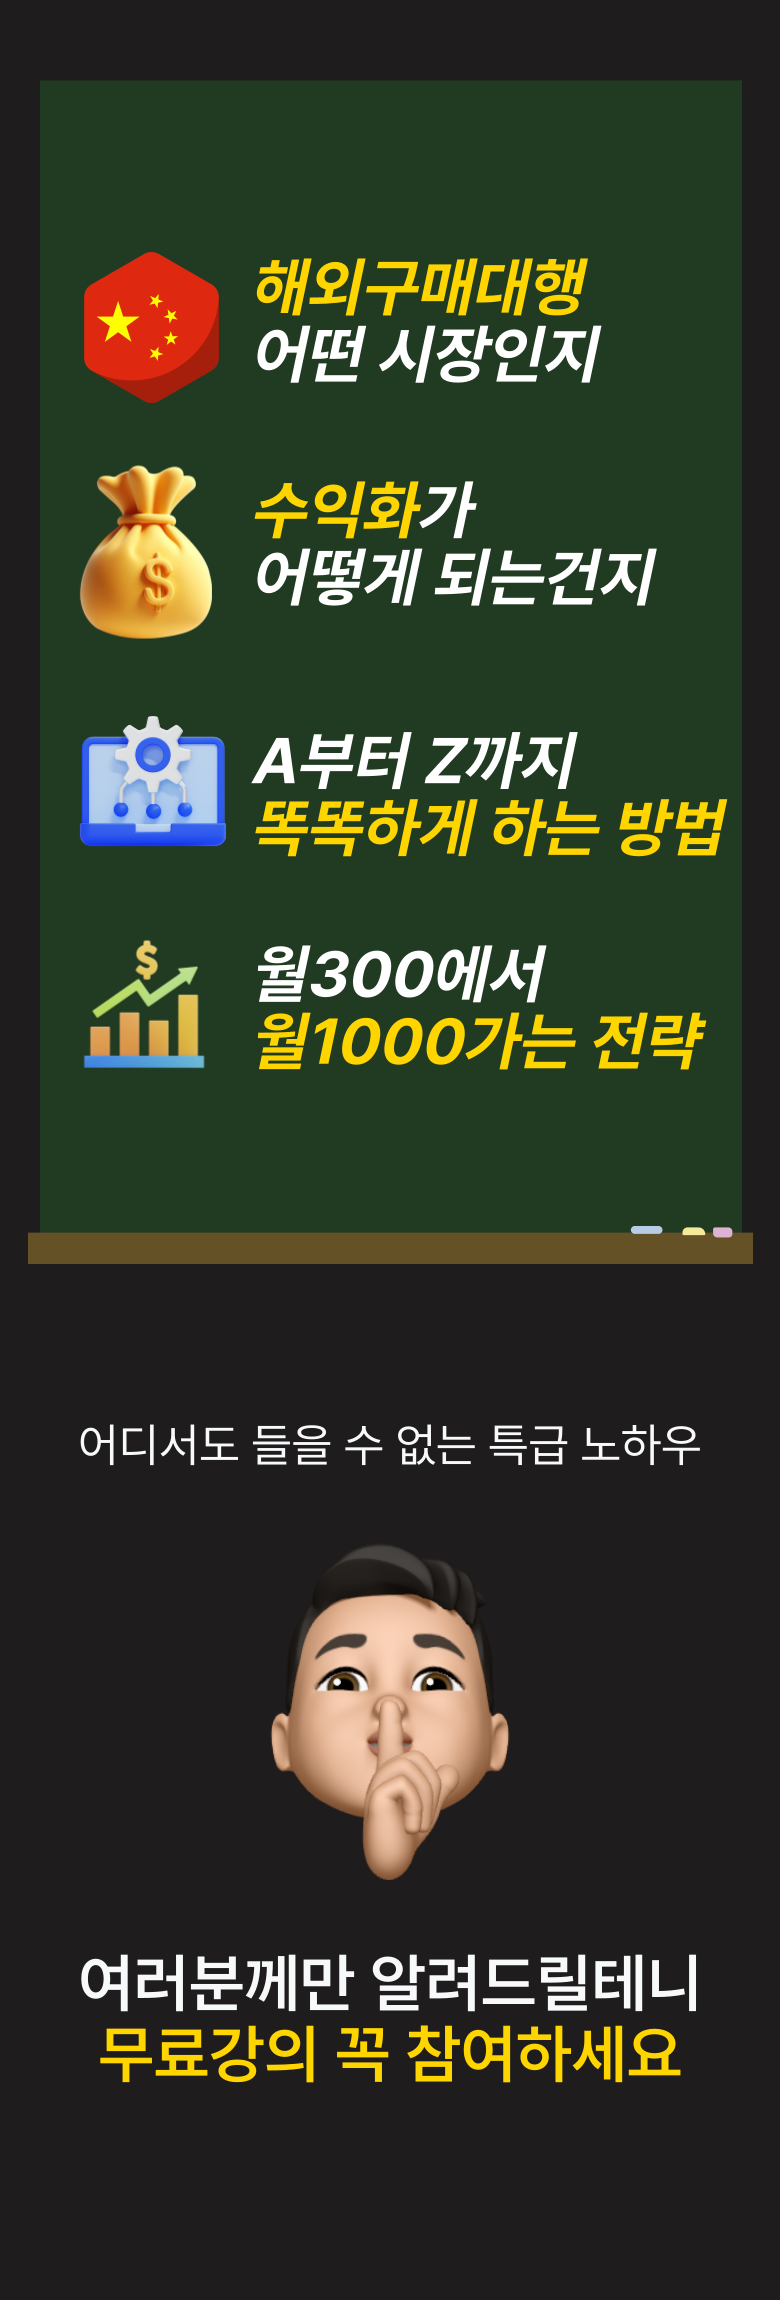 해외구매대행
어떤 시장인지
$
수익화가
어떻게 되는건지
A부터 Z까지
똑똑하게 하는 방법
$
월300에서
월1000가는 전략
어디서도 들을 수 없는 특급 노하우
여러분께만 알려드릴테니
무료강의 꼭 참여하세요